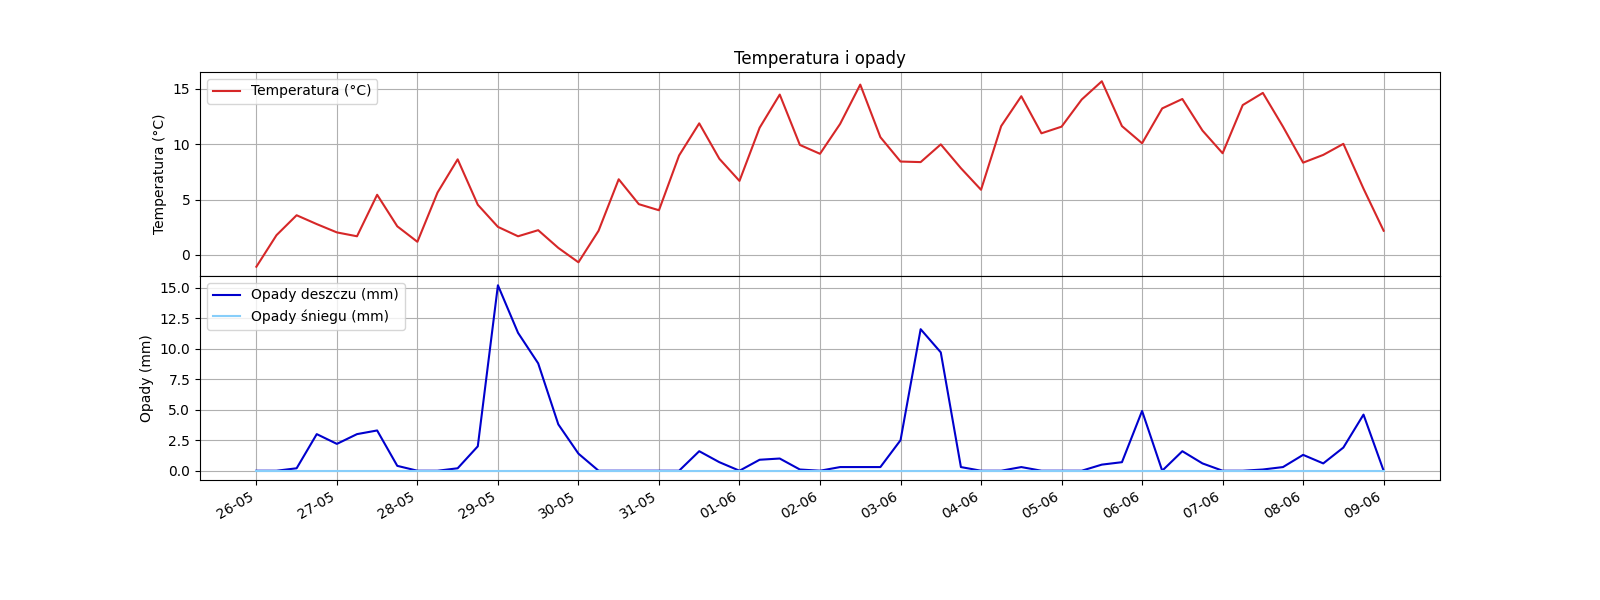 Temperatura i opady
Temperatura (°C)
Temperatura (°C)
15
10
5
0
Opady deszczu (mm)
Opady śniegu (mm)
Opady (mm)
15.0
12.5
10.0
7.5
5.0
2.5
0.0
26-05 27-05 28-05 29-05 30-05 31-05 01-06 02-06 03-06 04-06 05-06 06-06 07-06 08-06 09-06